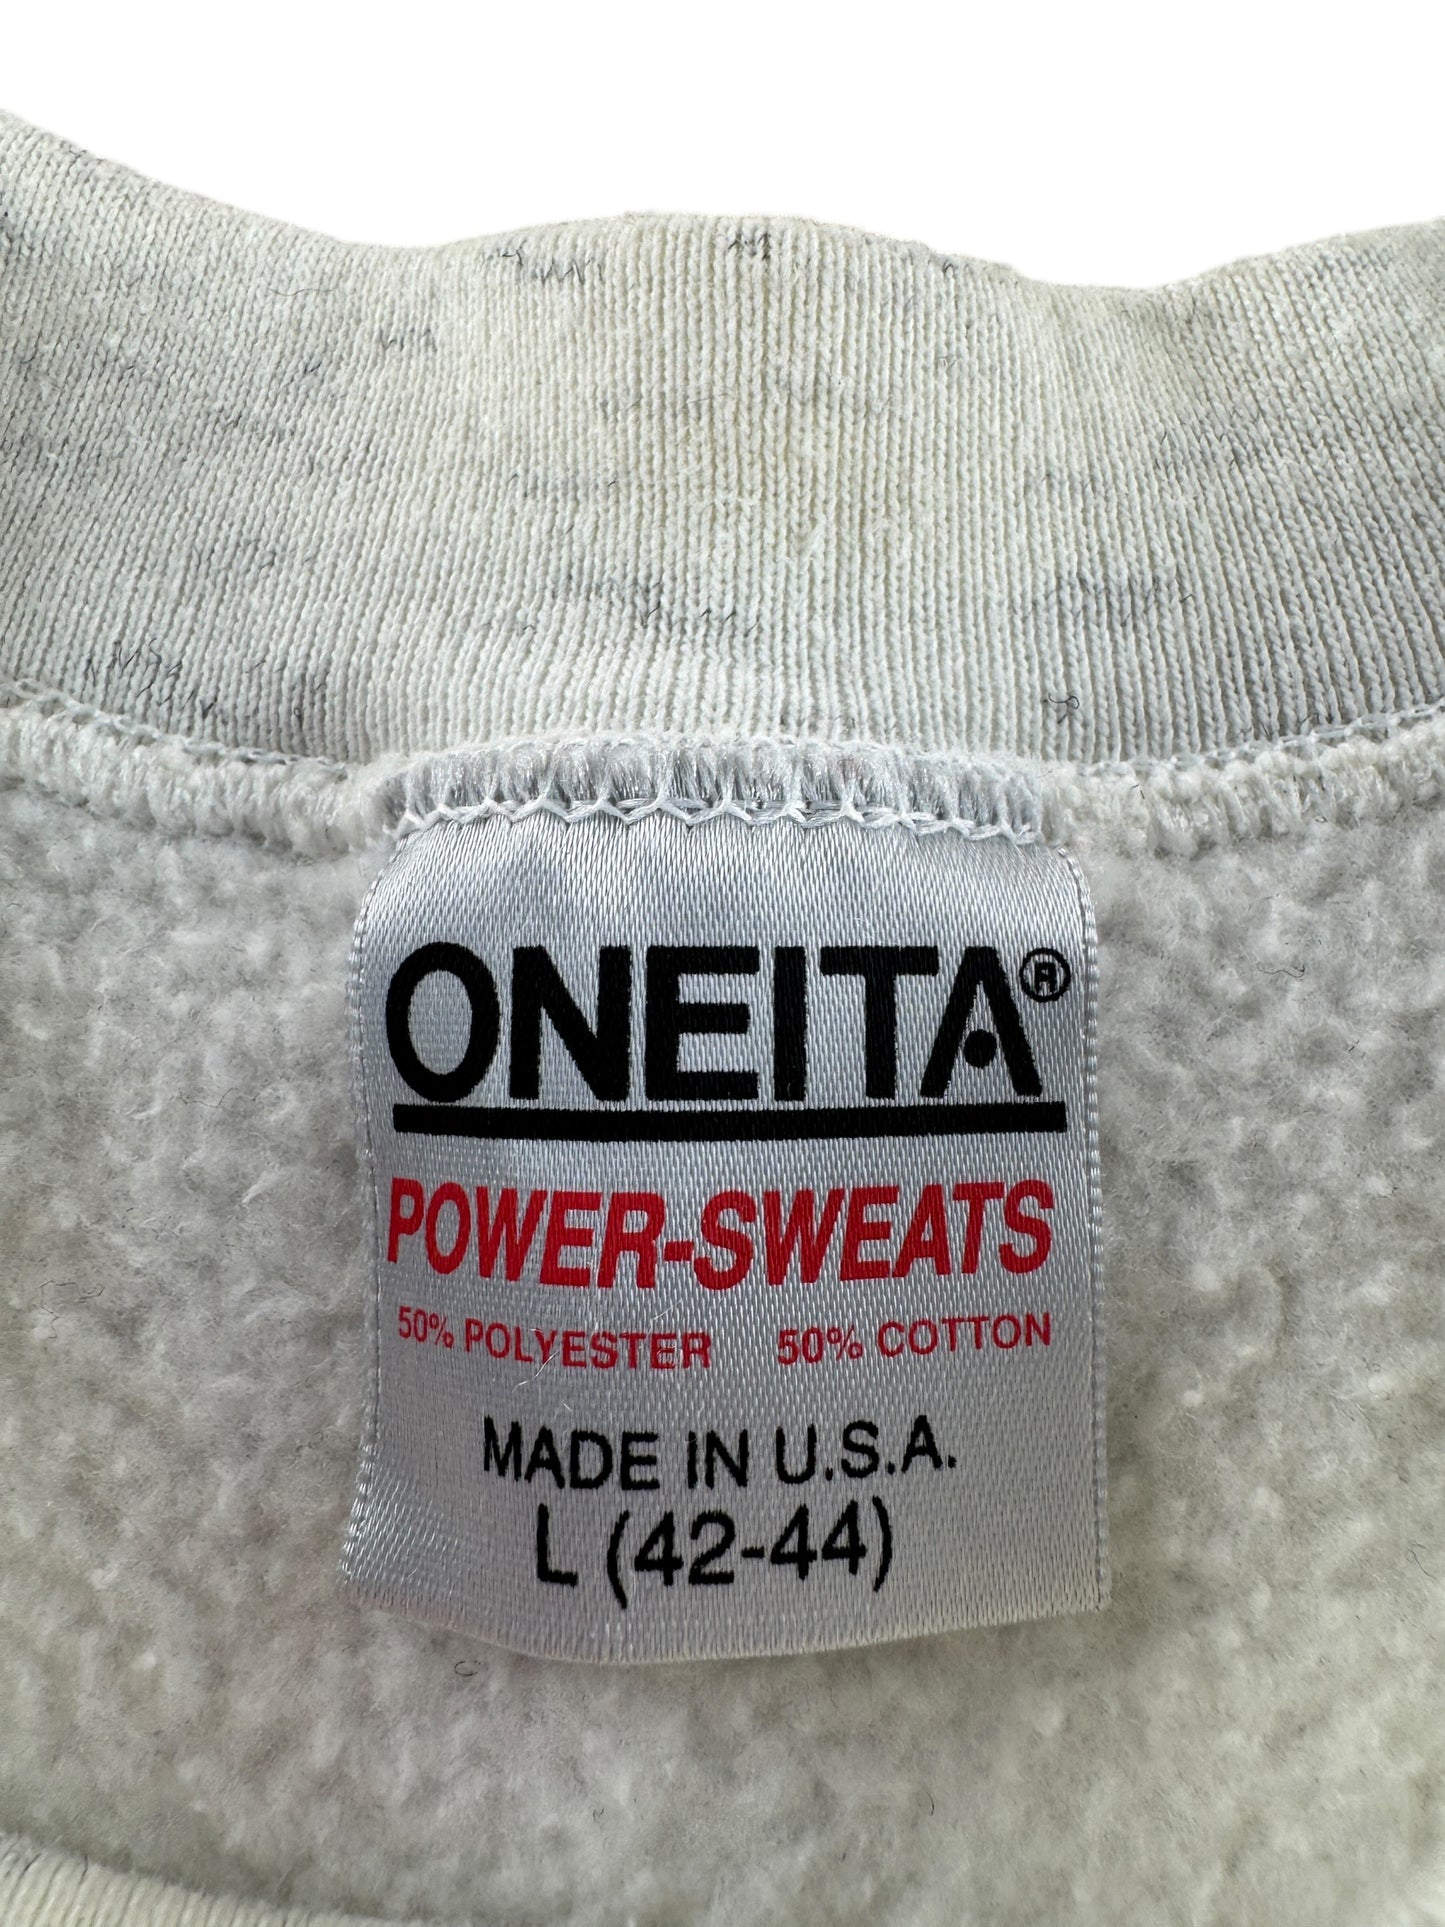 ONEITA®
POWER-SWEATS
50% POLYESTER 50% COTTON
MADE IN U.S.A.
L (42-44)